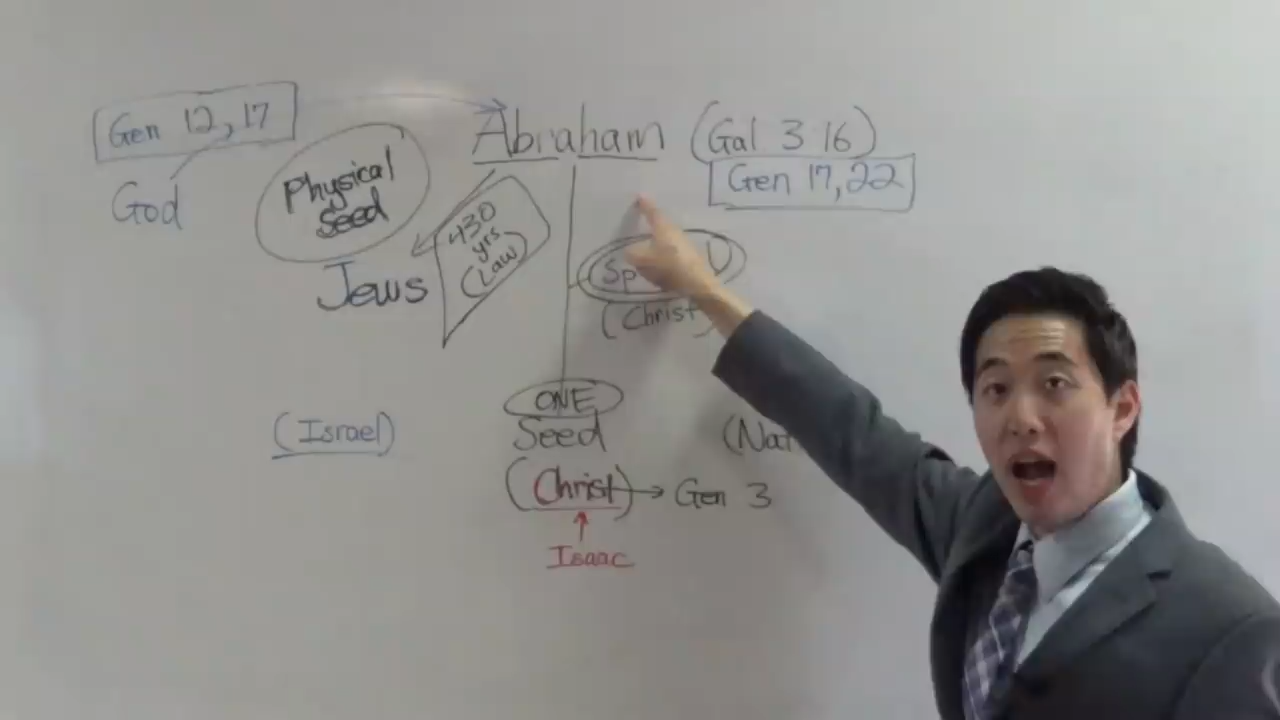 Gen 12, 17
God
Physical
Seed
Jews
430
yrs
(Law)
Abraham (Gal 3 16)
Gen 17, 22
(Christ)
(Israel)
ONE
Seed
(Christ) → Gen 3
↑
Isaac